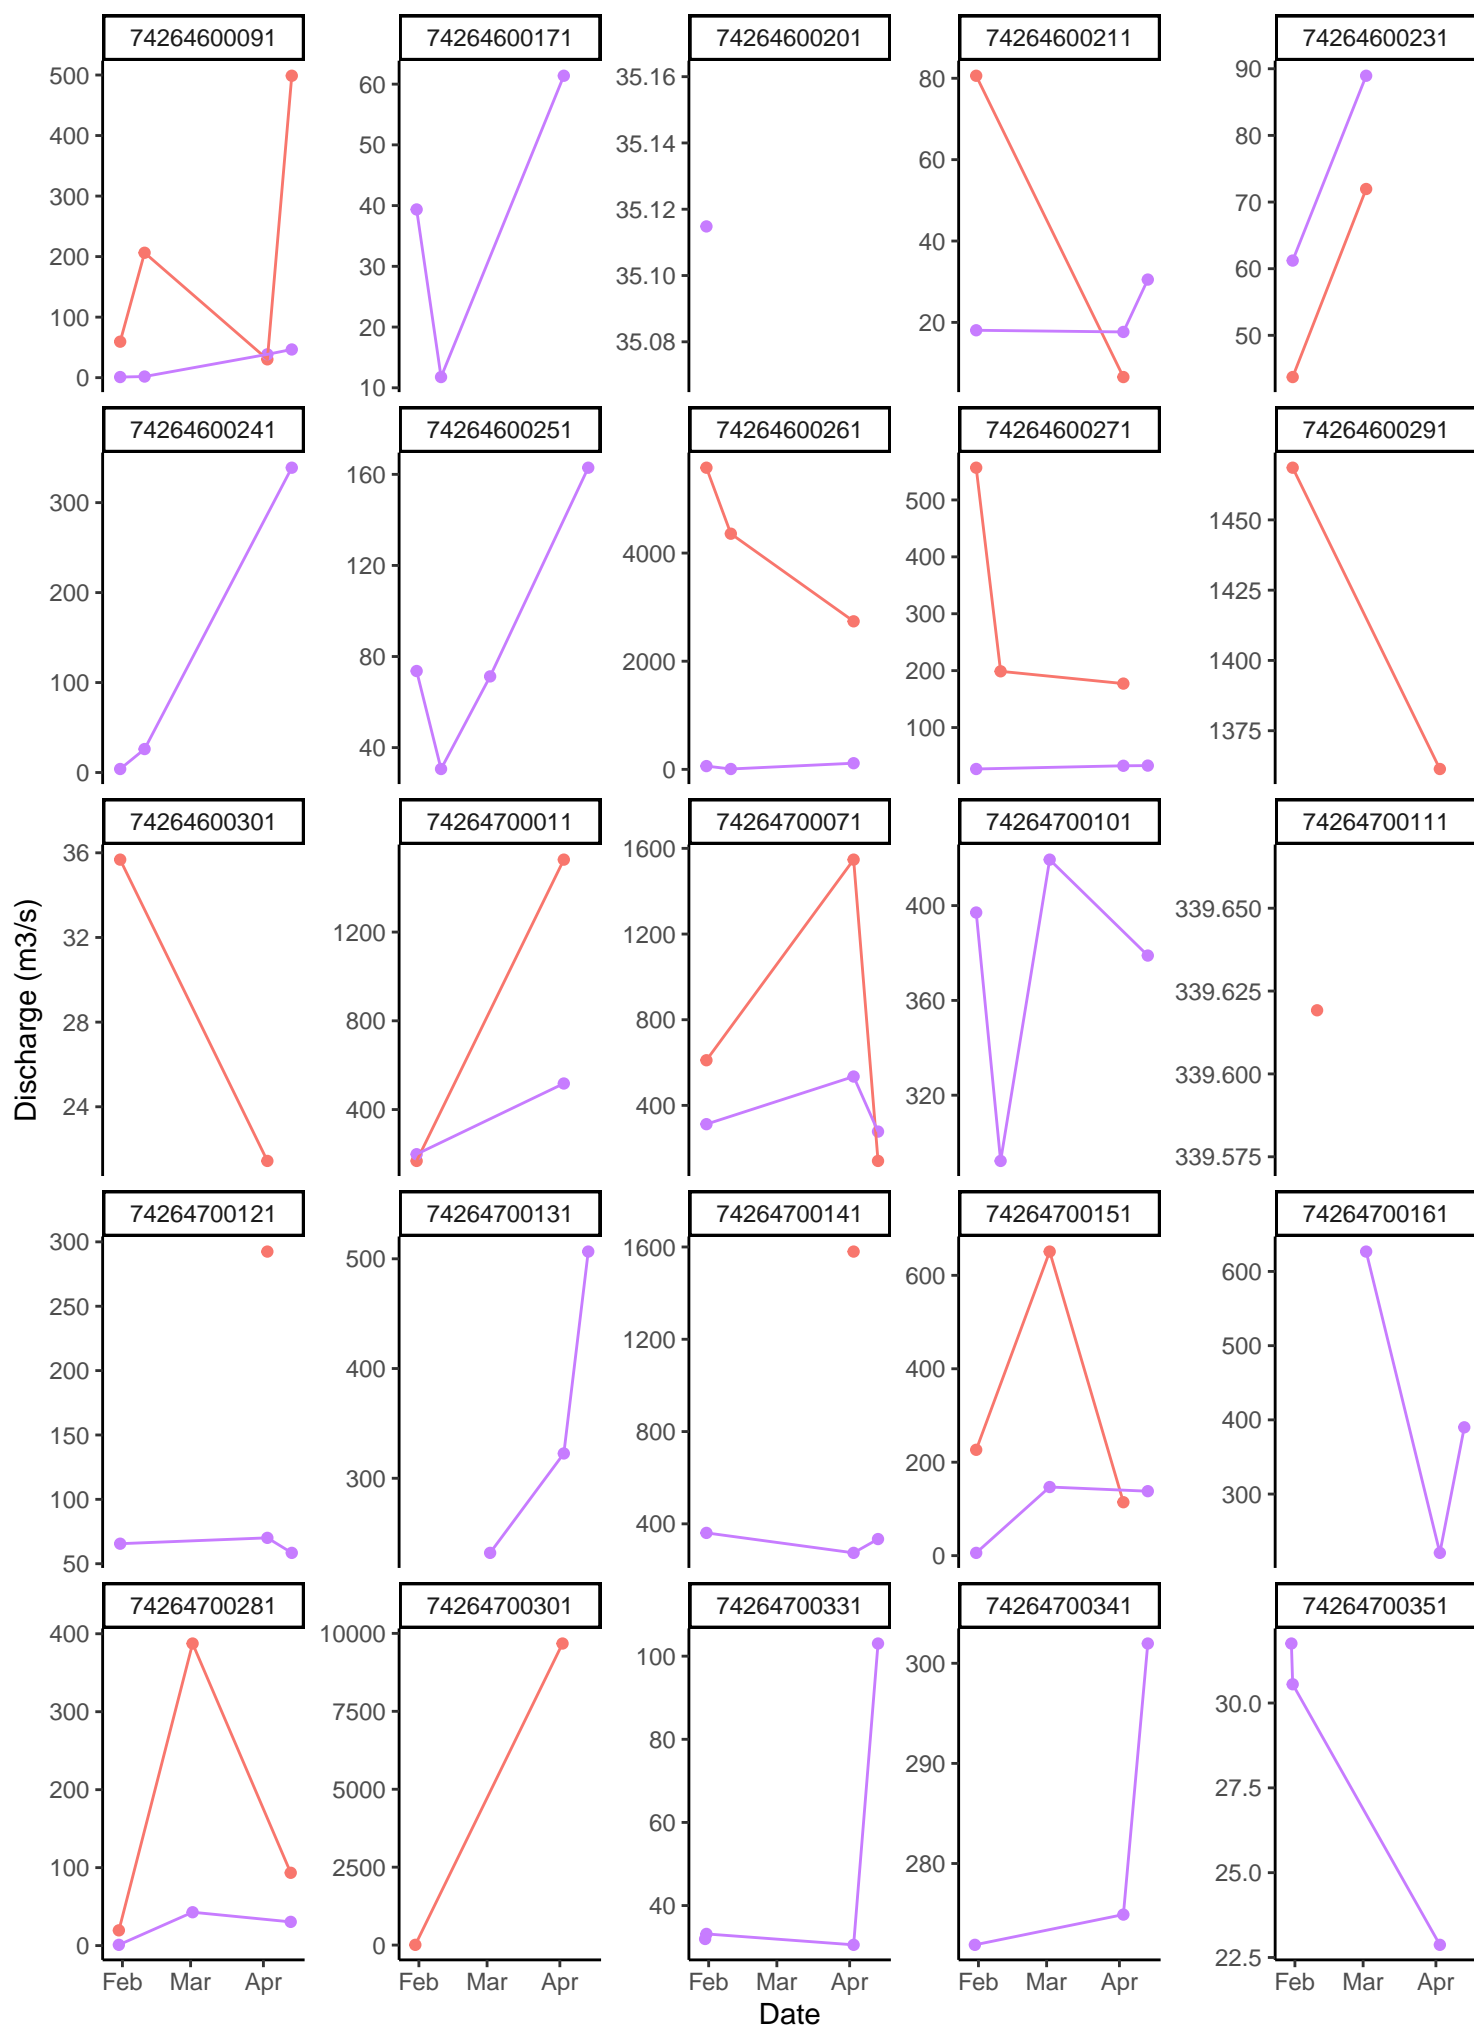 74264600091 74264600171 74264600201 74264600211 74264600231
500 400 300 200 100 0
60 50 40 30 20 10
35.16 35.14 35.12 35.10 35.08
80 60 40 20
90 80 70 60 50
74264600241 74264600251 74264600261 74264600271 74264600291
300 200 100 0
160 120 80 40
4000 2000 0
500 400 300 200 100
1450 1425 1400 1375
74264600301 74264700011 74264700071 74264700101 74264700111
36 32 28 24
1200 800 400
1600 1200 800 400
400 360 320
339.650 339.625 339.600 339.575
74264700121 74264700131 74264700141 74264700151 74264700161
300 250 200 150 100 50
500 400 300
1600 1200 800 400
600 400 200 0
600 500 400 300
74264700281 74264700301 74264700331 74264700341 74264700351
400 300 200 100 0
10000 7500 5000 2500 0
100 80 60 40
300 290 280
30.0 27.5 25.0 22.5
Feb Mar Apr Feb Mar Apr Feb Mar Apr Feb Mar Apr Feb Mar Apr
Date
Discharge (m3/s)